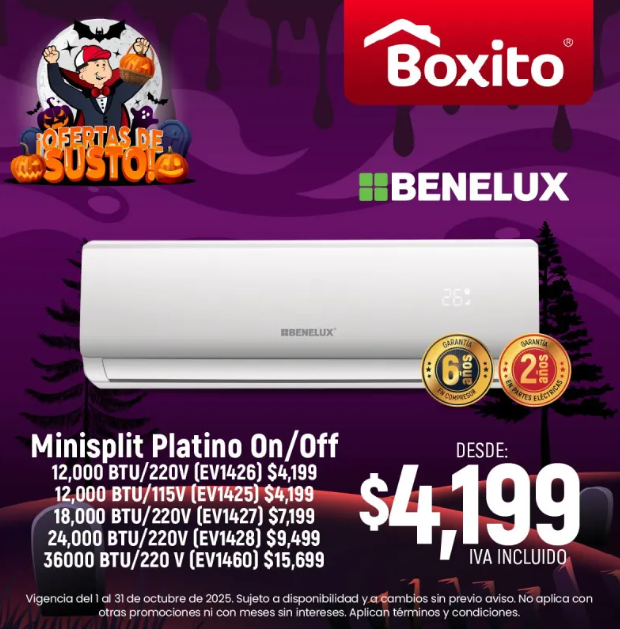 ¡OFERTAS DE
SUSTO!
Boxito®
BENELUX
26
BENELUX®
GARANTÍA
6 años
EN COMPRESOR
GARANTÍA
2 años
EN PARTES ELÉCTRICAS
Minisplit Platino On/Off
12,000 BTU/220V (EV1426) $4,199
12,000 BTU/115V (EV1425) $4,199
18,000 BTU/220V (EV1427) $7,199
24,000 BTU/220V (EV1428) $9,499
36000 BTU/220 V (EV1460) $15,699
DESDE:
$4,199
IVA INCLUIDO
Vigencia del 1 al 31 de octubre de 2025. Sujeto a disponibilidad y a cambios sin previo aviso. No aplica con
otras promociones ni con meses sin intereses. Aplican términos y condiciones.